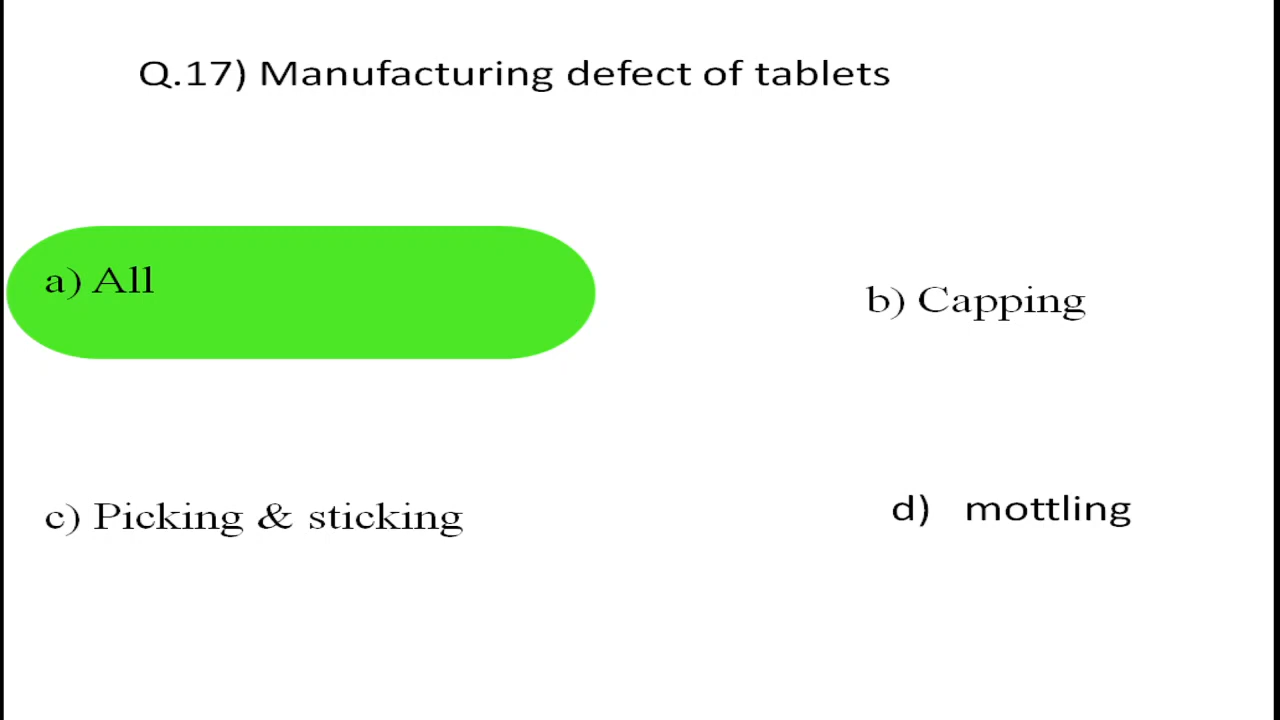 Q.17) Manufacturing defect of tablets
a) All
b) Capping
c) Picking & sticking
d) mottling